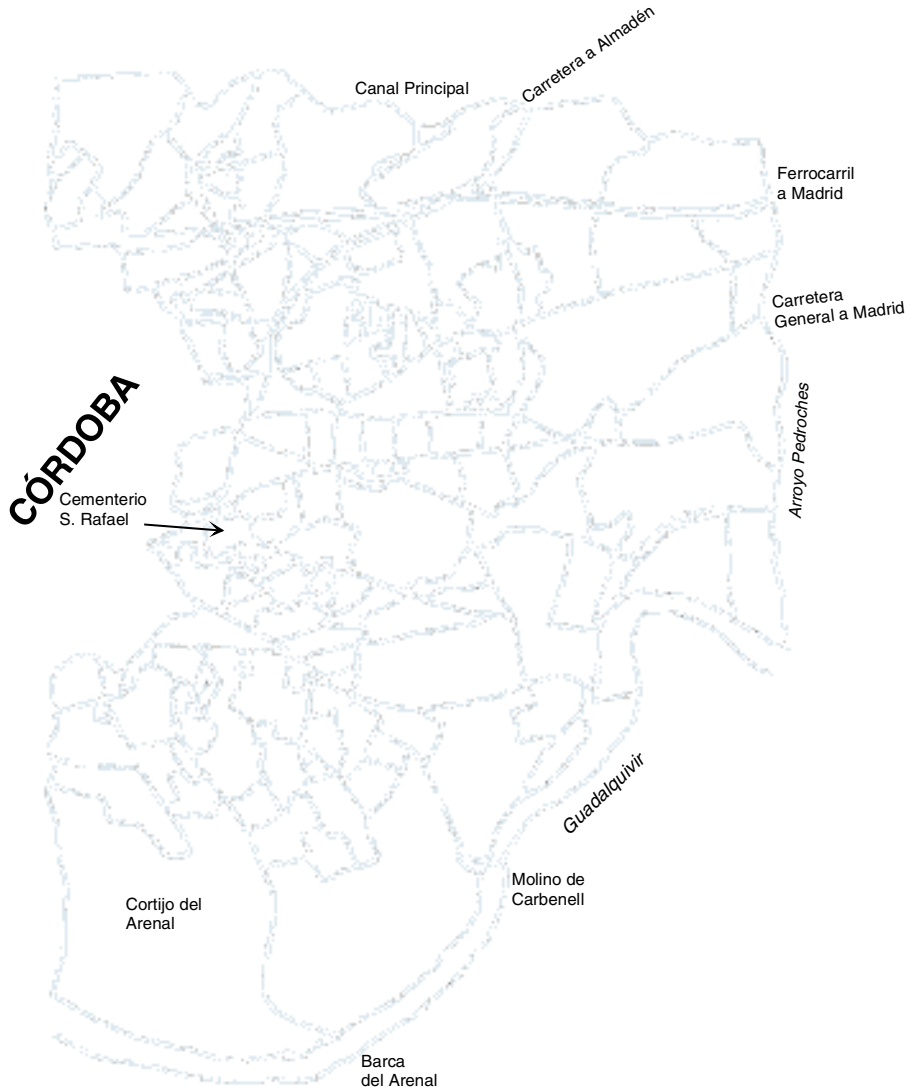 Carretera a Almadén
Canal Principal
Ferrocarril
a Madrid
Carretera
General a Madrid
CÓRDOBA
Arroyo Pedroches
Cementerio
S. Rafael
Guadalquivir
Molino de
Carbenell
Cortijo del
Arenal
Barca
del Arenal